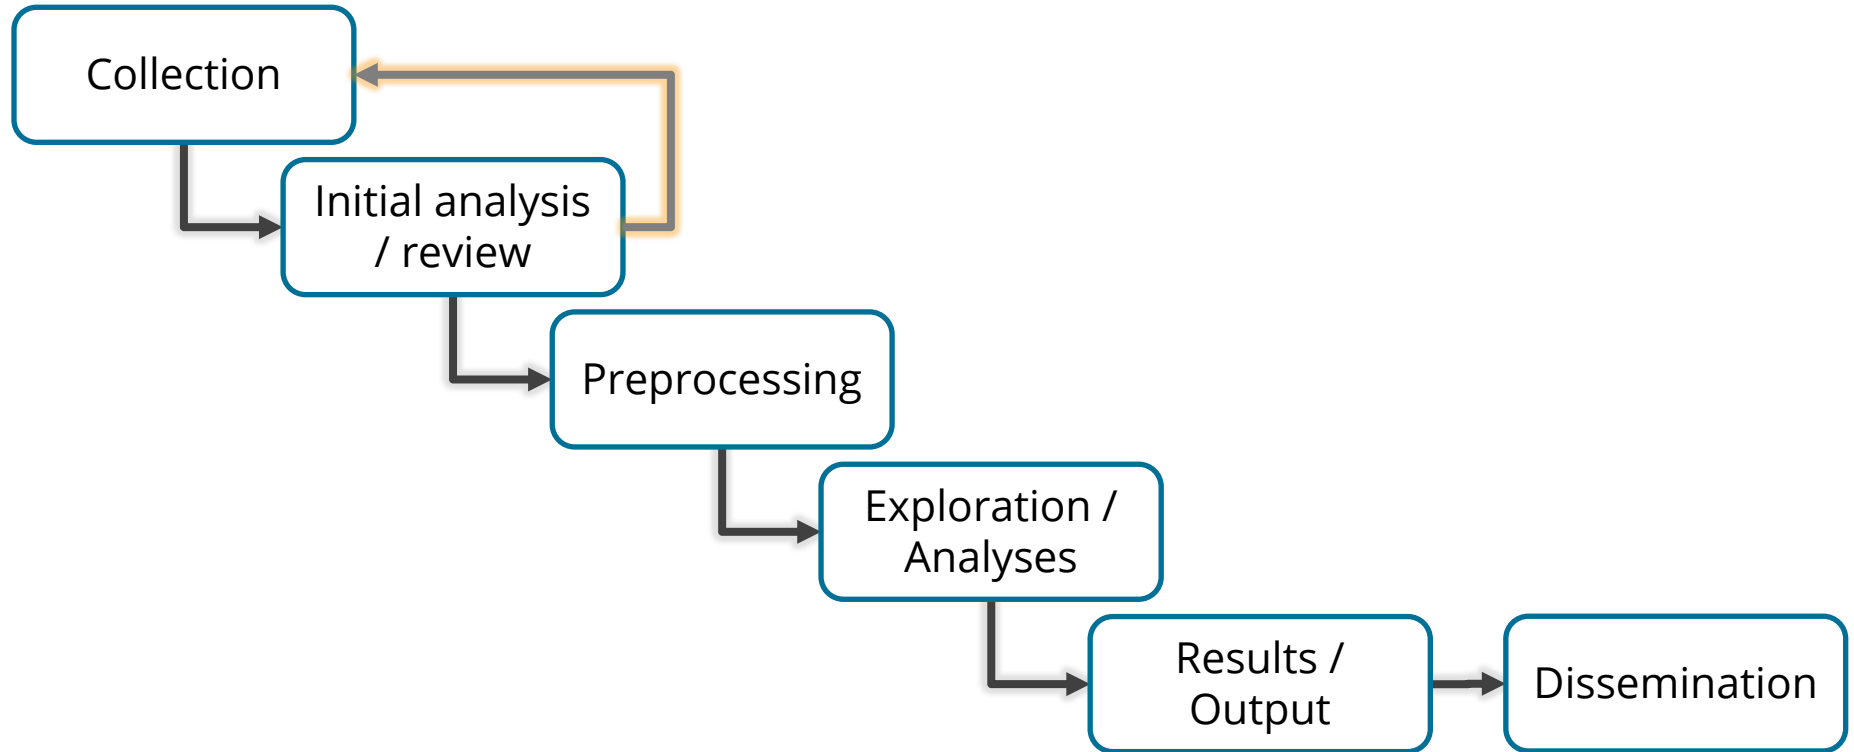 Collection
Initial analysis
/ review
Preprocessing
Exploration /
Analyses
Results /
Output
Dissemination